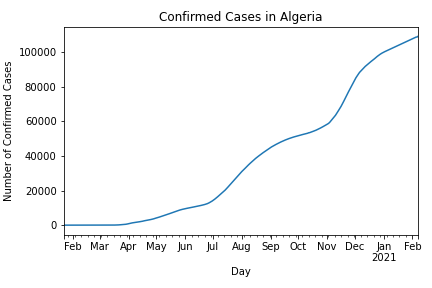 Confirmed Cases in Algeria
Number of Confirmed Cases
100000
80000
60000
40000
20000
0
Feb Mar Apr May Jun Jul Aug Sep Oct Nov Dec Jan Feb
2021
Day